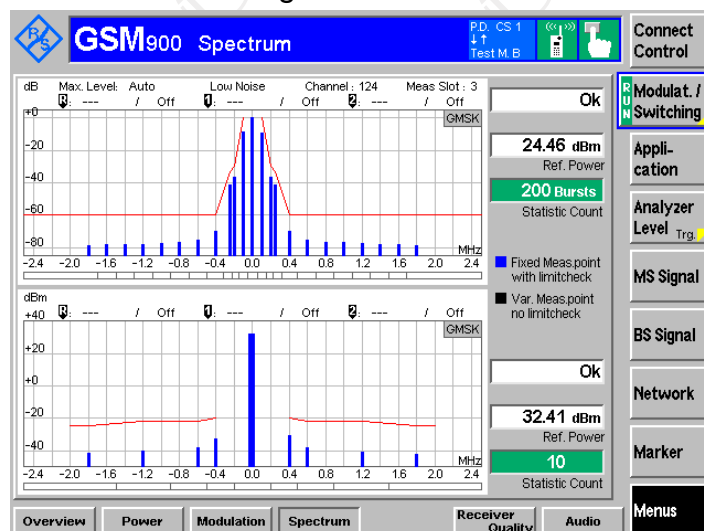 R/S
GSM900 Spectrum
P.D. CS 1
Test M. B
Connect Control
dB Max. Level: Auto Low Noise Channel : 124 Meas Slot : 3
R: --- / Off 1: --- / Off 2: --- / Off
GMSK
+0
-20
-40
-60
-80
MHz
-2.4 -2.0 -1.6 -1.2 -0.8 -0.4 0.0 0.4 0.8 1.2 1.6 2.0 2.4
Ok
24.46 dBm
Ref. Power
200 Bursts
Statistic Count
Fixed Meas.point
with limitcheck
Var. Meas.point
no limitcheck
dBm
R: --- / Off 1: --- / Off 2: --- / Off
GMSK
+40
+20
+0
-20
-40
MHz
-2.4 -2.0 -1.6 -1.2 -0.8 -0.4 0.0 0.4 0.8 1.2 1.6 2.0 2.4
Ok
32.41 dBm
Ref. Power
10
Statistic Count
RUN
Modulat. /
Switching
Appli-
cation
Analyzer
Level Trg.
MS Signal
BS Signal
Network
Marker
Menus
Overview Power Modulation Spectrum Receiver Quality Audio